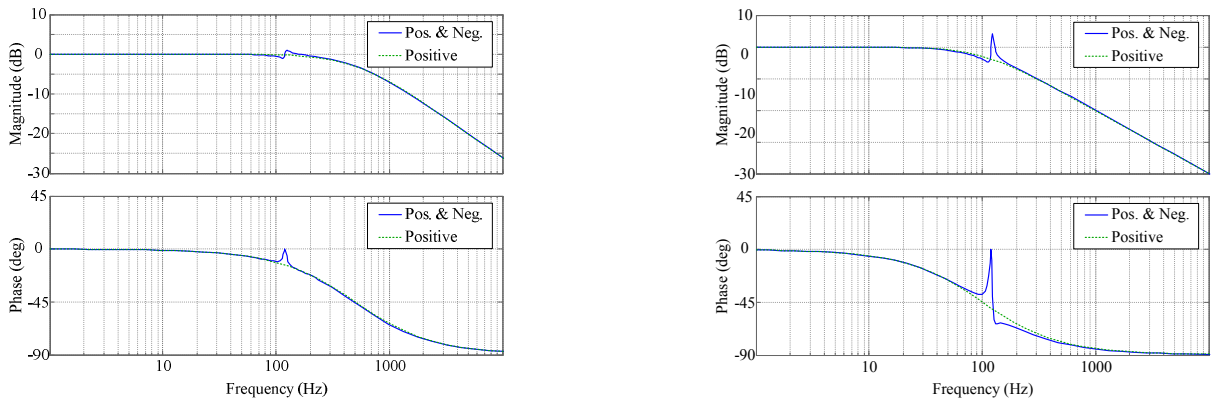 10
0
-10
-20
-30
Magnitude (dB)
Pos. & Neg.
Positive
45
0
-45
-90
Phase (deg)
Pos. & Neg.
Positive
10
100
1000
Frequency (Hz)
10
0
-10
-20
-30
Magnitude (dB)
Pos. & Neg.
Positive
45
0
-45
-90
Phase (deg)
Pos. & Neg.
Positive
10
100
1000
Frequency (Hz)